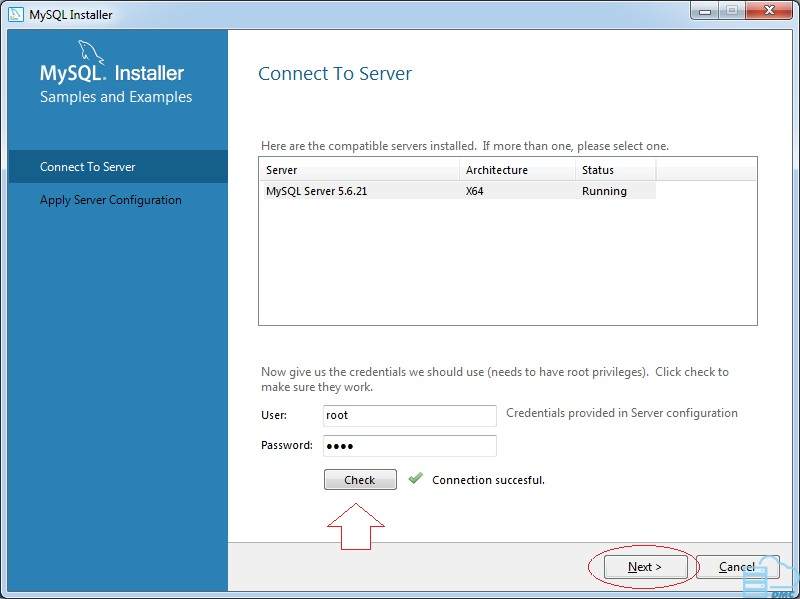 MySQL Installer
MySQL. Installer
Samples and Examples
Connect To Server
Apply Server Configuration
Connect To Server
Here are the compatible servers installed. If more than one, please select one.
Server Architecture Status
MySQL Server 5.6.21 X64 Running
Now give us the credentials we should use (needs to have root privileges). Click check to
make sure they work.
User: root Credentials provided in Server configuration
Password: ●●●●
Check Connection succesful.
Next > Cancel
DMC